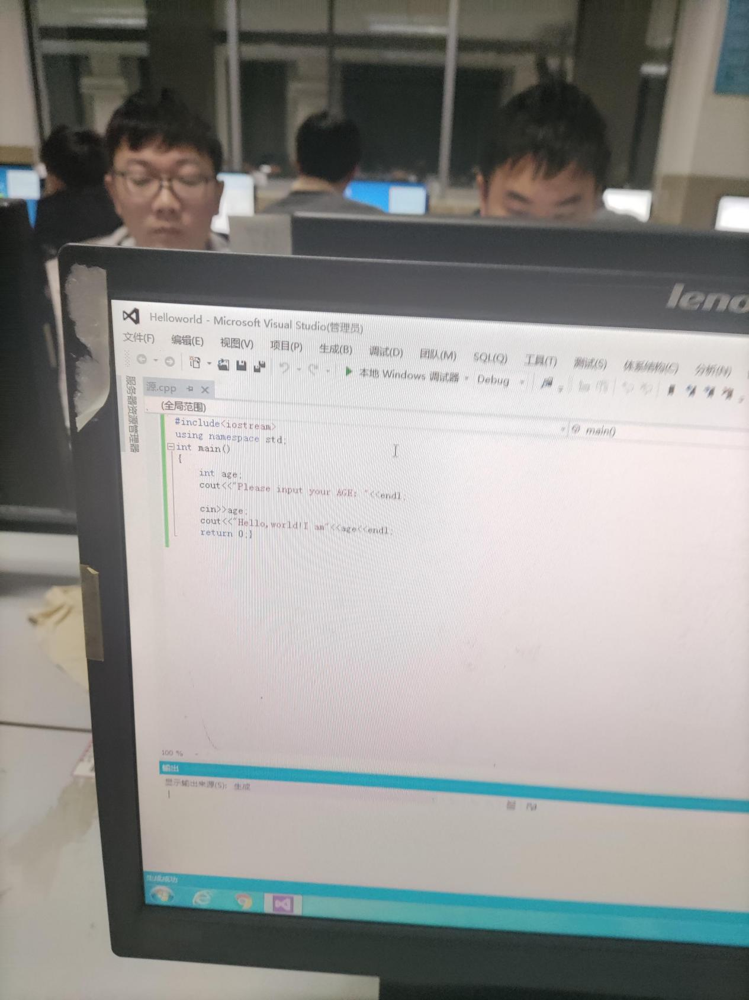 leno
Helloworld - Microsoft Visual Studio(管理员)
文件(F) 编辑(E) 视图(V) 项目(P) 生成(B) 调试(D) 团队(M) SQL(Q) 工具(T) 测试(S) 体系结构(C) 分析(N)
本地 Windows 调试器 Debug
服务器资源管理器
源.cpp
(全局范围) main()
#include<iostream>
using namespace std;
int main()
{
int age;
cout<<"Please input your AGE: "<<endl;
cin>>age;
cout<<"Hello,world!I am"<<age<<endl;
return 0;}
100 %
输出
显示输出来源(S): 生成
生成成功